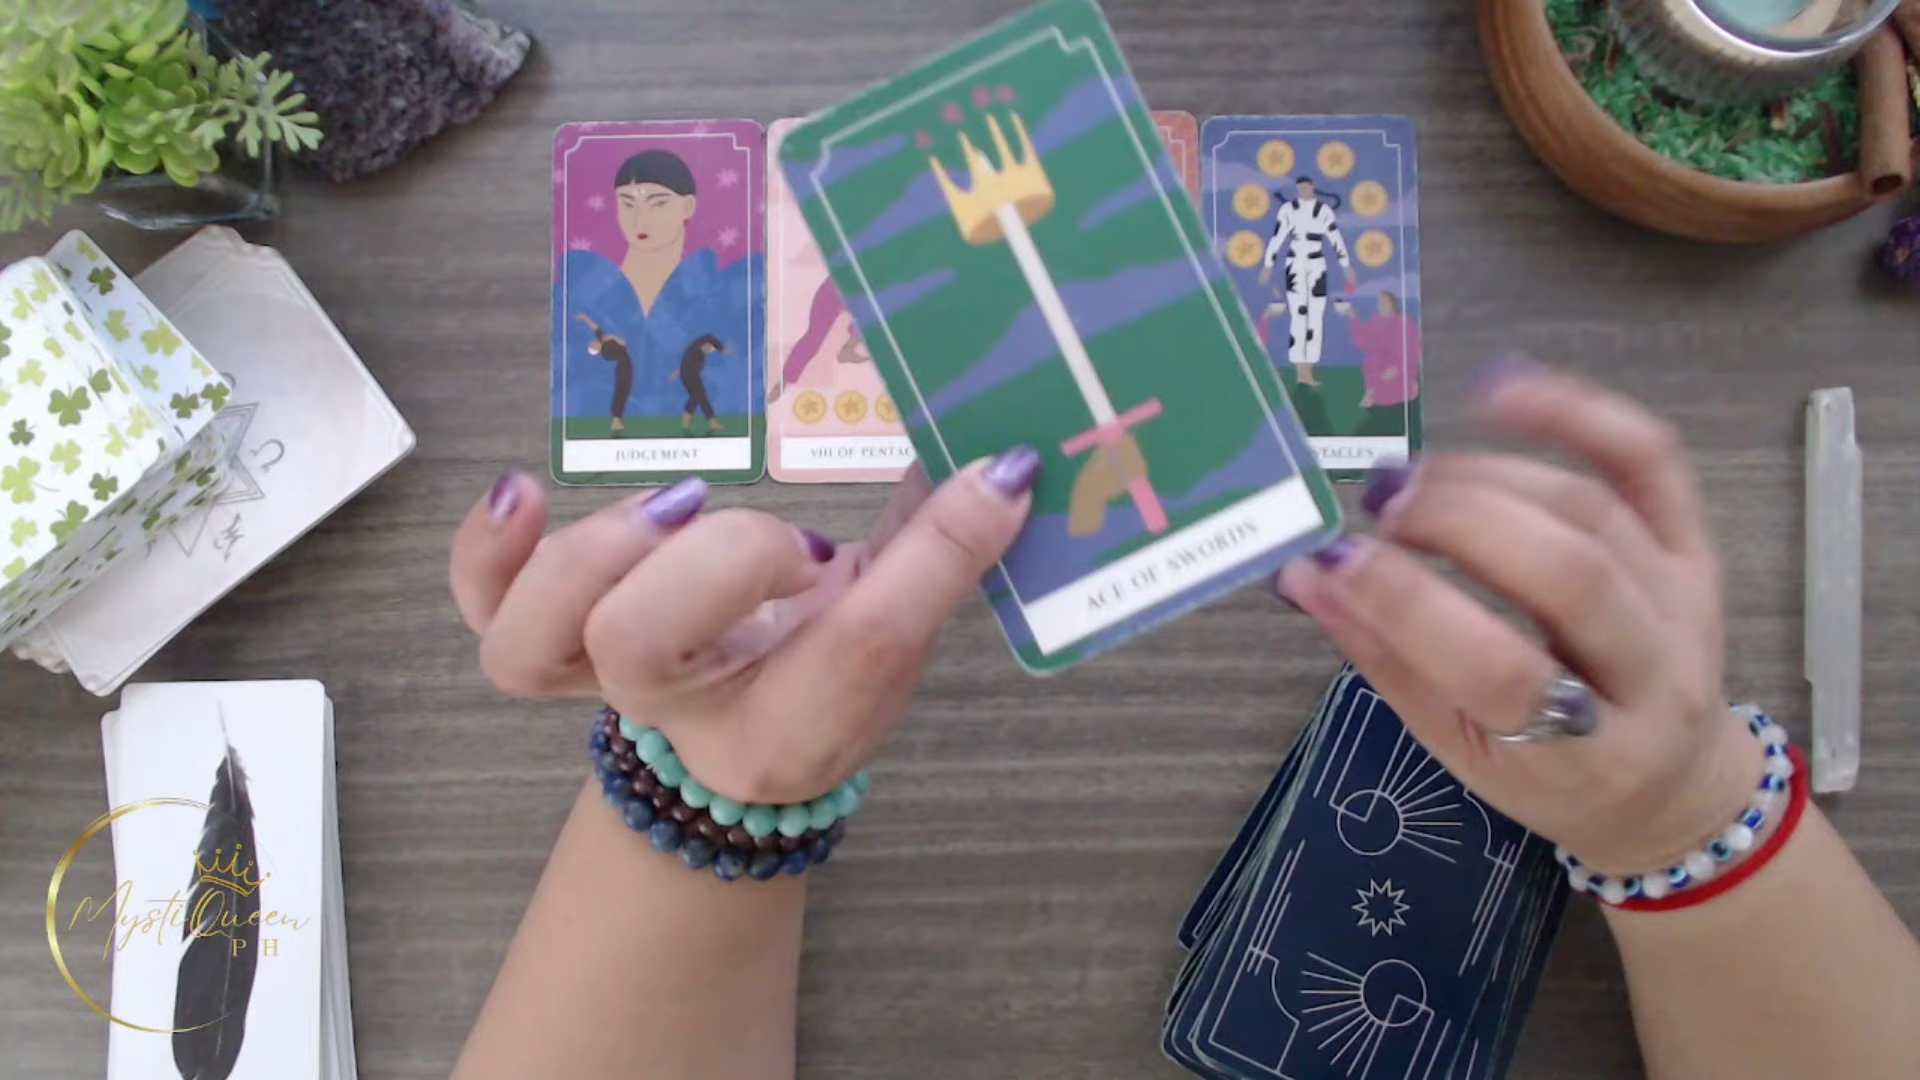 JUDGEMENT
VIII OF PENTAC
NTACLES
ACE OF SWORDS
MystiQueen
PH